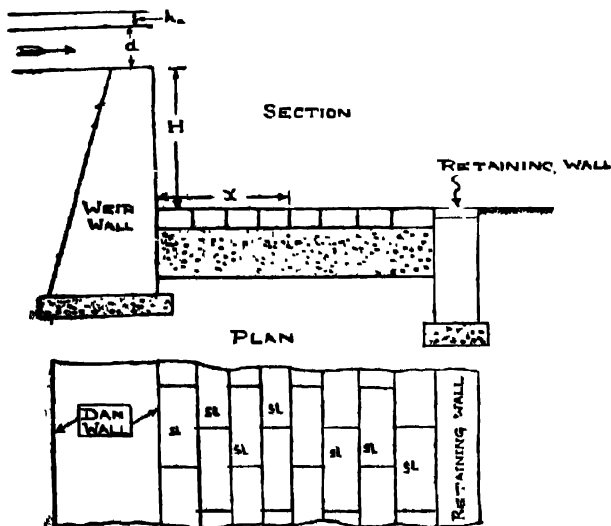 ha
d
H
SECTION
RETAINING WALL
x
WEIR
WALL
PLAN
DAM
WALL
SL
SL
SL
SL
SL
SL
SL
RETAINING WALL